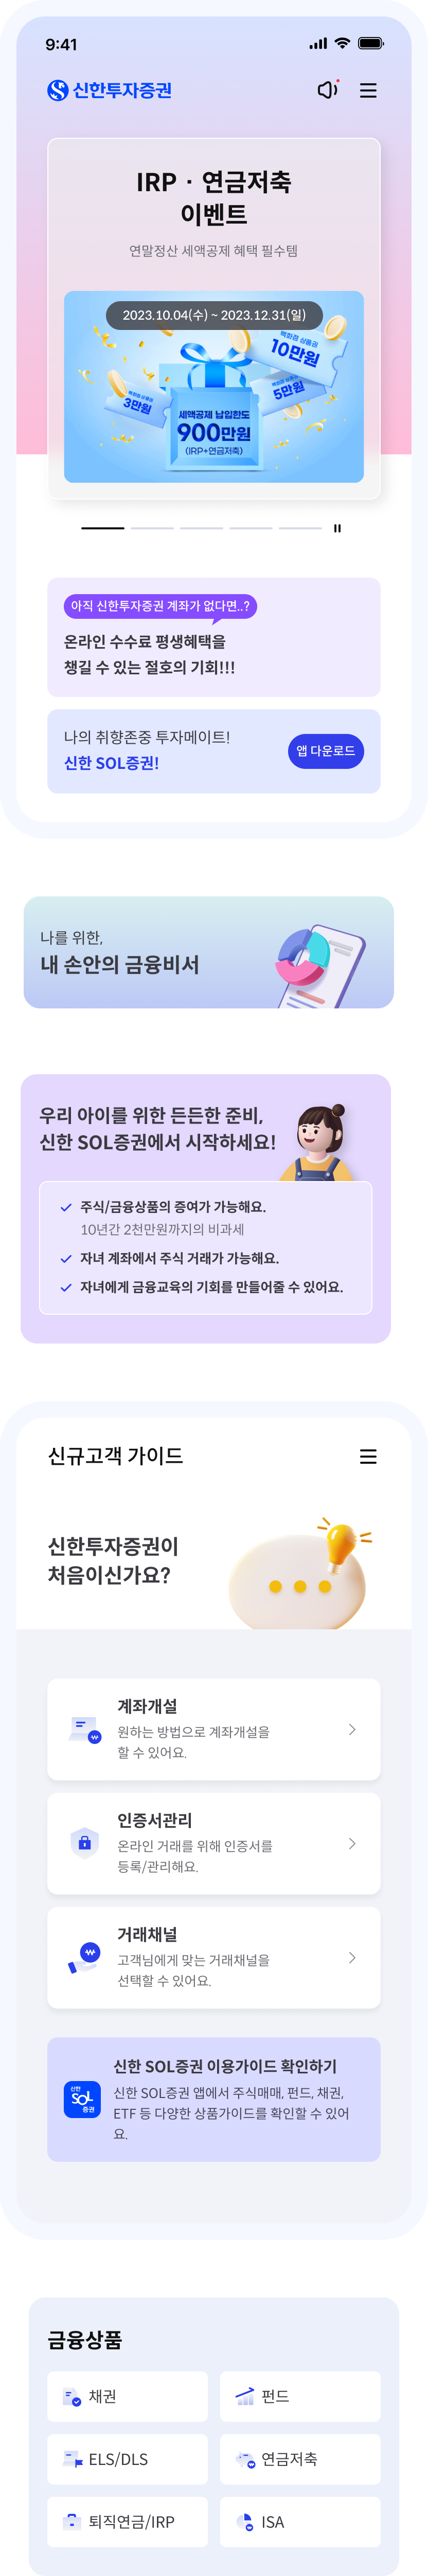 9:41
신한투자증권
IRP · 연금저축
이벤트
연말정산 세액공제 혜택 필수템
2023.10.04(수) ~ 2023.12.31(일)
백화점 상품권
10만원
백화점 상품권
5만원
백화점 상품권
3만원
세액공제 납입한도
900만원
(IRP+연금저축)
아직 신한투자증권 계좌가 없다면..?
온라인 수수료 평생혜택을
챙길 수 있는 절호의 기회!!!
나의 취향존중 투자메이트!
신한 SOL증권!
앱 다운로드
나를 위한,
내 손안의 금융비서
우리 아이를 위한 든든한 준비,
신한 SOL증권에서 시작하세요!
주식/금융상품의 증여가 가능해요.
10년간 2천만원까지의 비과세
자녀 계좌에서 주식 거래가 가능해요.
자녀에게 금융교육의 기회를 만들어줄 수 있어요.
신규고객 가이드
신한투자증권이
처음이신가요?
계좌개설
원하는 방법으로 계좌개설을
할 수 있어요.
인증서관리
온라인 거래를 위해 인증서를
등록/관리해요.
거래채널
고객님에게 맞는 거래채널을
선택할 수 있어요.
신한
SOL
증권
신한 SOL증권 이용가이드 확인하기
신한 SOL증권 앱에서 주식매매, 펀드, 채권,
ETF 등 다양한 상품가이드를 확인할 수 있어
요.
금융상품
채권
펀드
ELS/DLS
연금저축
퇴직연금/IRP
ISA